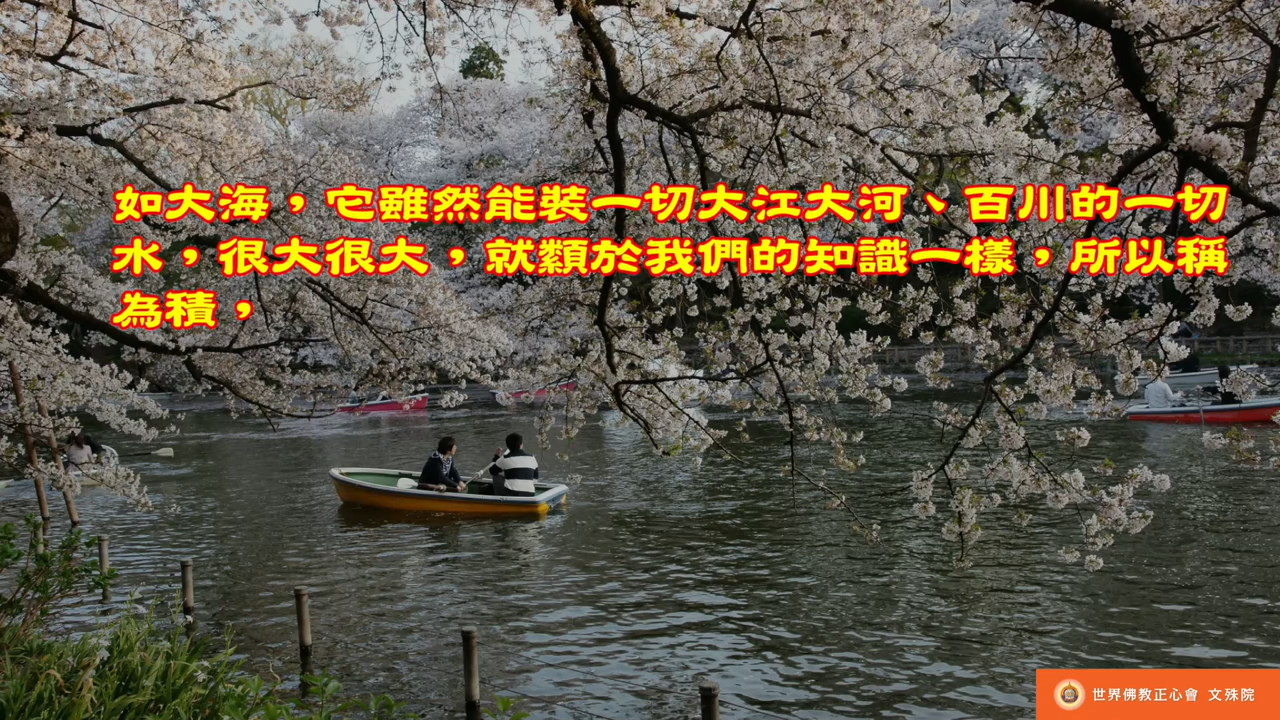 如大海，它雖然能裝一切大江大河、百川的一切
水，很大很大，就纇於我們的知識一樣，所以稱
為積，
世界佛教正心會 文殊院